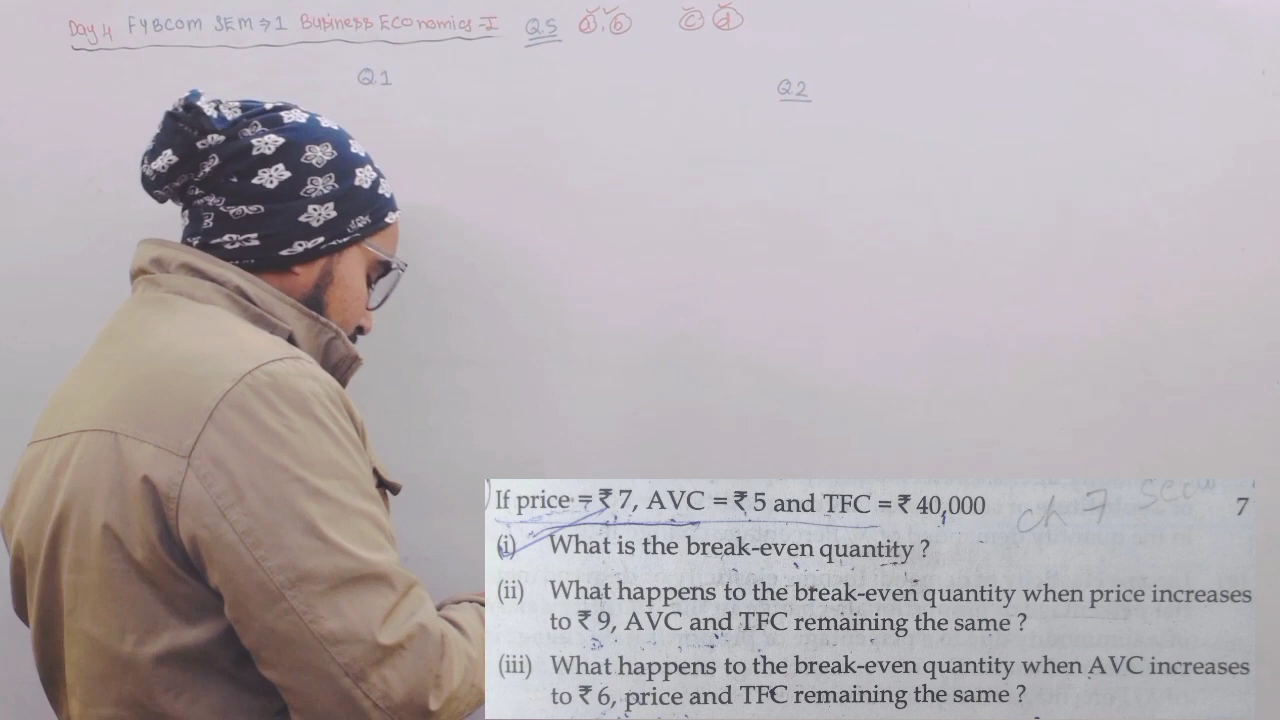 Day 4 FYBCOM SEM ⇒ 1 Business Economics - I Q.5 a, b c d
Q.1
Q.2
If price = ₹ 7, AVC = ₹ 5 and TFC = ₹ 40,000 7
ch 7
(i) What is the break-even quantity ?
(ii) What happens to the break-even quantity when price increases
to ₹ 9, AVC and TFC remaining the same ?
(iii) What happens to the break-even quantity when AVC increases
to ₹ 6, price and TFC remaining the same ?